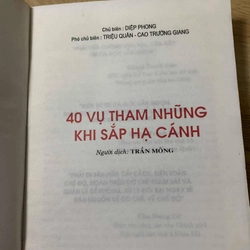 Chủ biên: DIỆP PHONG
Phó chủ biên: TRIỆU QUÂN - CAO TRƯỜNG GIANG
40 VỤ THAM NHŨNG
KHI SẮP HẠ CÁNH
Người dịch: TRẦN MÔNG